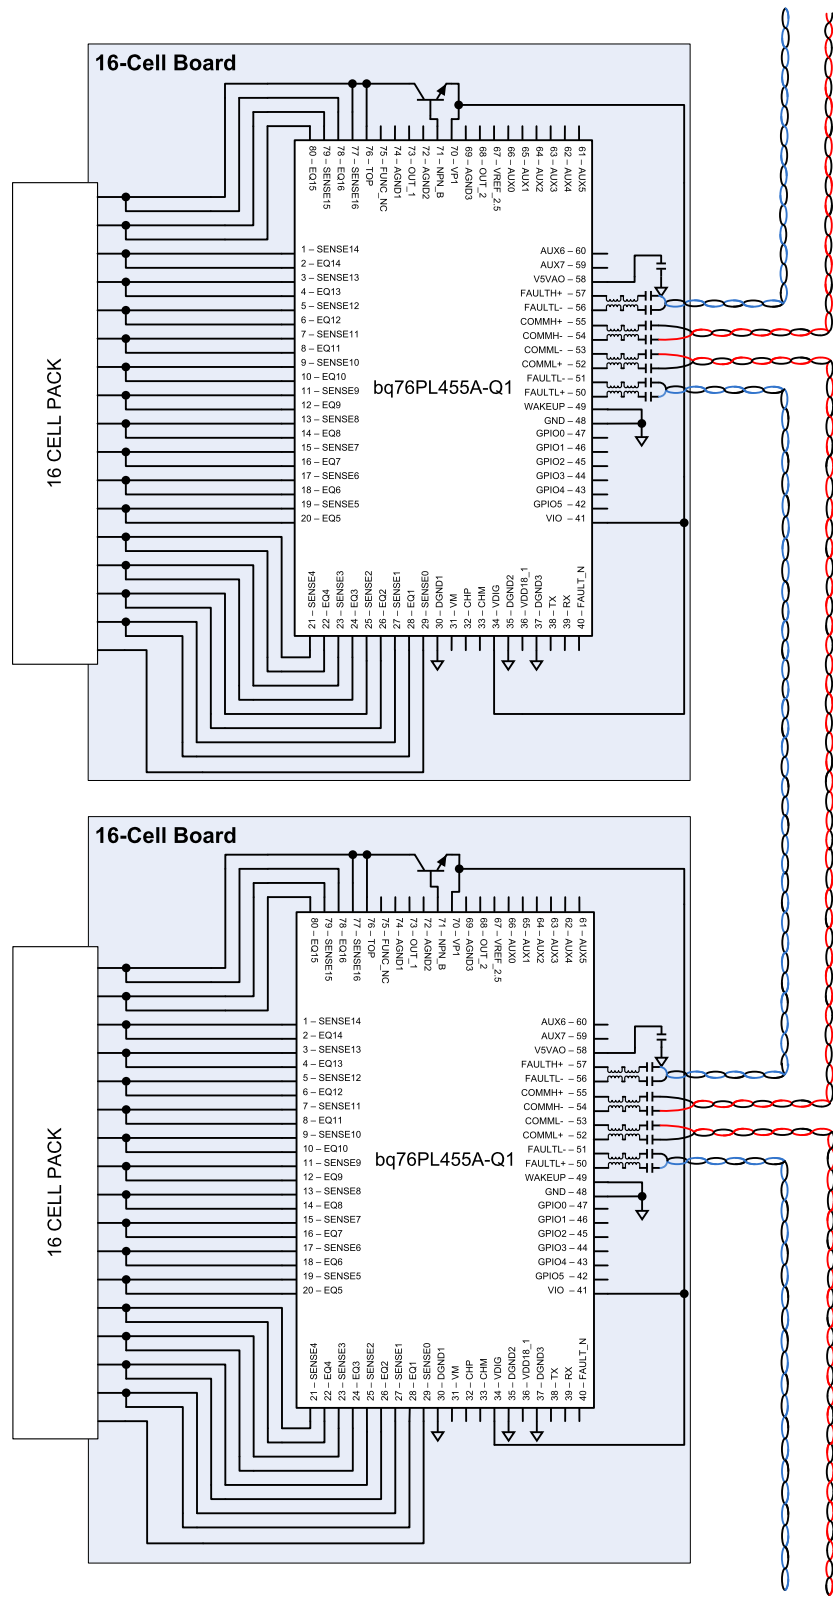 16-Cell Board
80 – EQ15
79 – SENSE15
78 – EQ16
77 – SENSE16
76 – TOP
75 – FUNC_NC
74 – AGND1
73 – OUT_1
72 – AGND2
71 – NPN_B
70 – VP1
69 – AGND3
68 – OUT_2
67 – VREF_2.5
66 – AUX0
65 – AUX1
64 – AUX2
63 – AUX3
62 – AUX4
61 – AUX5
1 – SENSE14
2 – EQ14
3 – SENSE13
4 – EQ13
5 – SENSE12
6 – EQ12
7 – SENSE11
8 – EQ11
9 – SENSE10
10 – EQ10
11 – SENSE9
12 – EQ9
13 – SENSE8
14 – EQ8
15 – SENSE7
16 – EQ7
17 – SENSE6
18 – EQ6
19 – SENSE5
20 – EQ5
16 CELL PACK
bq76PL455A-Q1
AUX6 – 60
AUX7 – 59
V5VAO – 58
FAULTH+ – 57
FAULTL- – 56
COMMH+ – 55
COMMH- – 54
COMML- – 53
COMML+ – 52
FAULTL- – 51
FAULTL+ – 50
WAKEUP – 49
GND – 48
GPIO0 – 47
GPIO1 – 46
GPIO2 – 45
GPIO3 – 44
GPIO4 – 43
GPIO5 – 42
VIO – 41
21 – SENSE4
22 – EQ4
23 – SENSE3
24 – EQ3
25 – SENSE2
26 – EQ2
27 – SENSE1
28 – EQ1
29 – SENSE0
30 – DGND1
31 – VM
32 – CHP
33 – CHM
34 – VDIG
35 – DGND2
36 – VDD18_1
37 – DGND3
38 – TX
39 – RX
40 – FAULT_N
16-Cell Board
80 – EQ15
79 – SENSE15
78 – EQ16
77 – SENSE16
76 – TOP
75 – FUNC_NC
74 – AGND1
73 – OUT_1
72 – AGND2
71 – NPN_B
70 – VP1
69 – AGND3
68 – OUT_2
67 – VREF_2.5
66 – AUX0
65 – AUX1
64 – AUX2
63 – AUX3
62 – AUX4
61 – AUX5
1 – SENSE14
2 – EQ14
3 – SENSE13
4 – EQ13
5 – SENSE12
6 – EQ12
7 – SENSE11
8 – EQ11
9 – SENSE10
10 – EQ10
11 – SENSE9
12 – EQ9
13 – SENSE8
14 – EQ8
15 – SENSE7
16 – EQ7
17 – SENSE6
18 – EQ6
19 – SENSE5
20 – EQ5
16 CELL PACK
bq76PL455A-Q1
AUX6 – 60
AUX7 – 59
V5VAO – 58
FAULTH+ – 57
FAULTL- – 56
COMMH+ – 55
COMMH- – 54
COMML- – 53
COMML+ – 52
FAULTL- – 51
FAULTL+ – 50
WAKEUP – 49
GND – 48
GPIO0 – 47
GPIO1 – 46
GPIO2 – 45
GPIO3 – 44
GPIO4 – 43
GPIO5 – 42
VIO – 41
21 – SENSE4
22 – EQ4
23 – SENSE3
24 – EQ3
25 – SENSE2
26 – EQ2
27 – SENSE1
28 – EQ1
29 – SENSE0
30 – DGND1
31 – VM
32 – CHP
33 – CHM
34 – VDIG
35 – DGND2
36 – VDD18_1
37 – DGND3
38 – TX
39 – RX
40 – FAULT_N